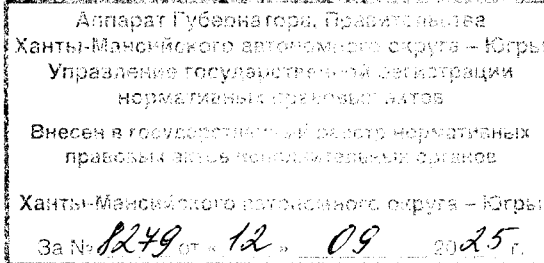 Аппарат Губернатора, Правительства
Ханты-Мансийского автономного округа – Югры
Управление государственной регистрации
нормативных правовых актов
Внесен в государственный реестр нормативных
правовых актов исполнительных органов
Ханты-Мансийского автономного округа – Югры
За № 8279 от « 12 » 09 2025 г.